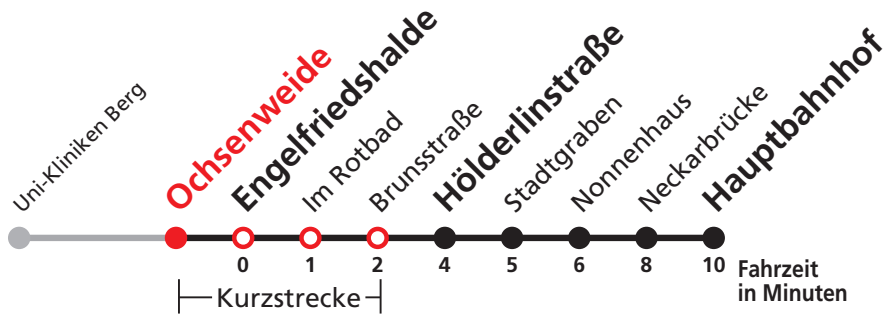 Uni-Kliniken Berg
Ochsenweide
Engelfriedshalde
Im Rotbad
Brunsstraße
Hölderlinstraße
Stadtgraben
Nonnenhaus
Neckarbrücke
Hauptbahnhof
0 1 2 4 5 6 8 10 Fahrzeit
in Minuten
Kurzstrecke